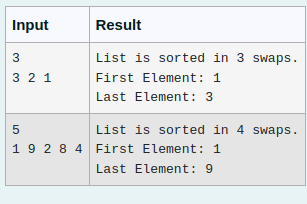 Input Result
3 List is sorted in 3 swaps.
3 2 1 First Element: 1
Last Element: 3
5 List is sorted in 4 swaps.
1 9 2 8 4 First Element: 1
Last Element: 9